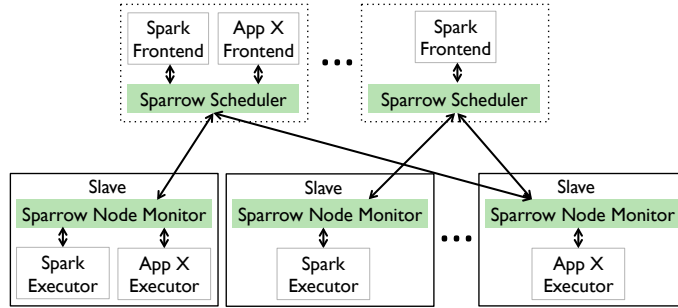 Spark
Frontend
App X
Frontend
Spark
Frontend
Sparrow Scheduler
Sparrow Scheduler
Slave
Sparrow Node Monitor
Spark
Executor
App X
Executor
Slave
Sparrow Node Monitor
Spark
Executor
Slave
Sparrow Node Monitor
App X
Executor